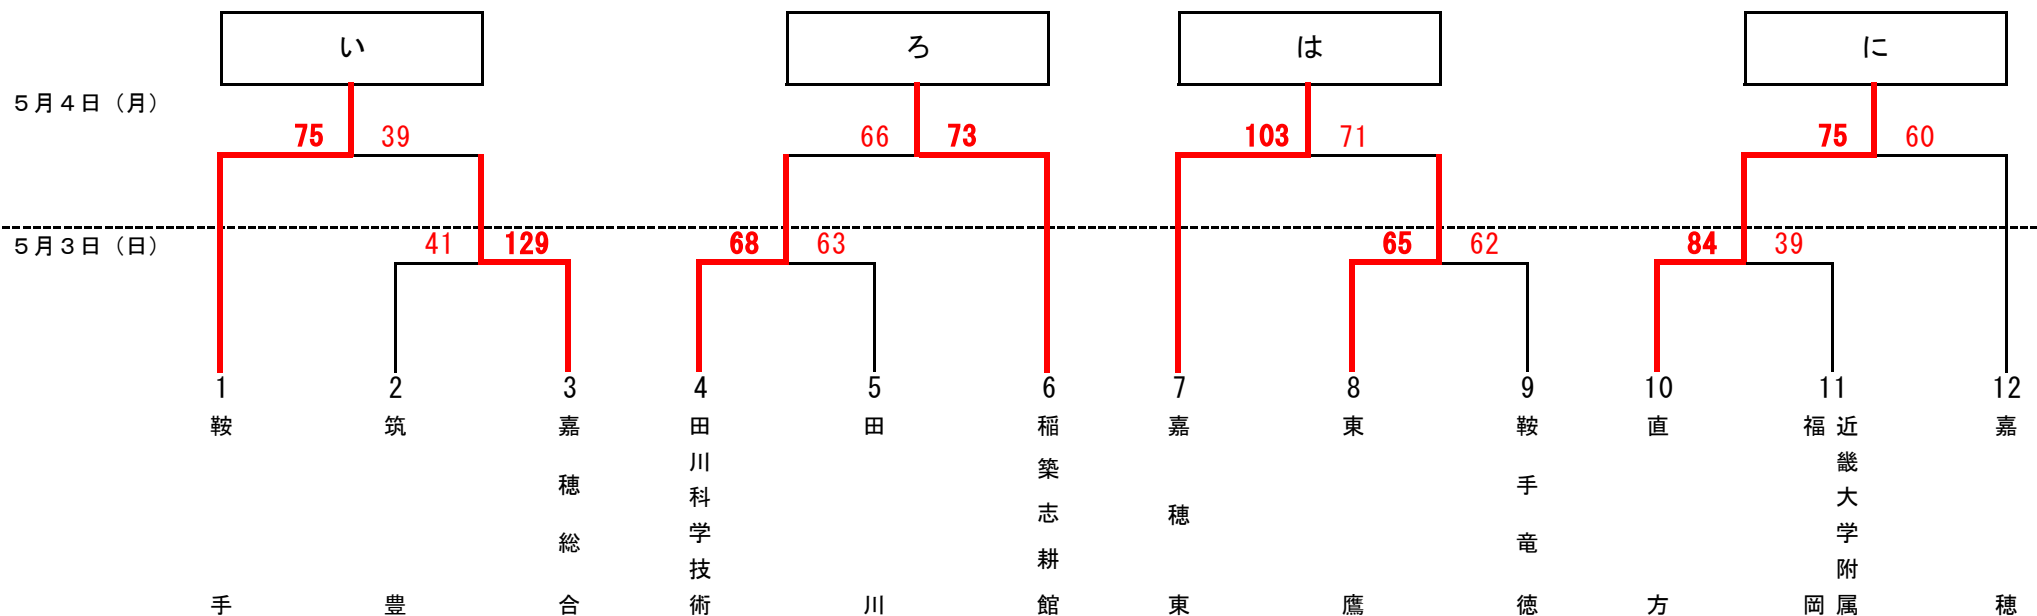 い ろ は に
５月４日（月）
75 39 66 73 103 71 75 60
５月３日（日）
41 129 68 63 65 62 84 39
1 2 3 4 5 6 7 8 9 10 11 12
鞍手
筑豊
嘉穂総合
田川科学技術
田川
稲築志耕館
嘉穂東
東鷹
鞍手竜徳
直方
近畿大学附属
福岡
嘉穂